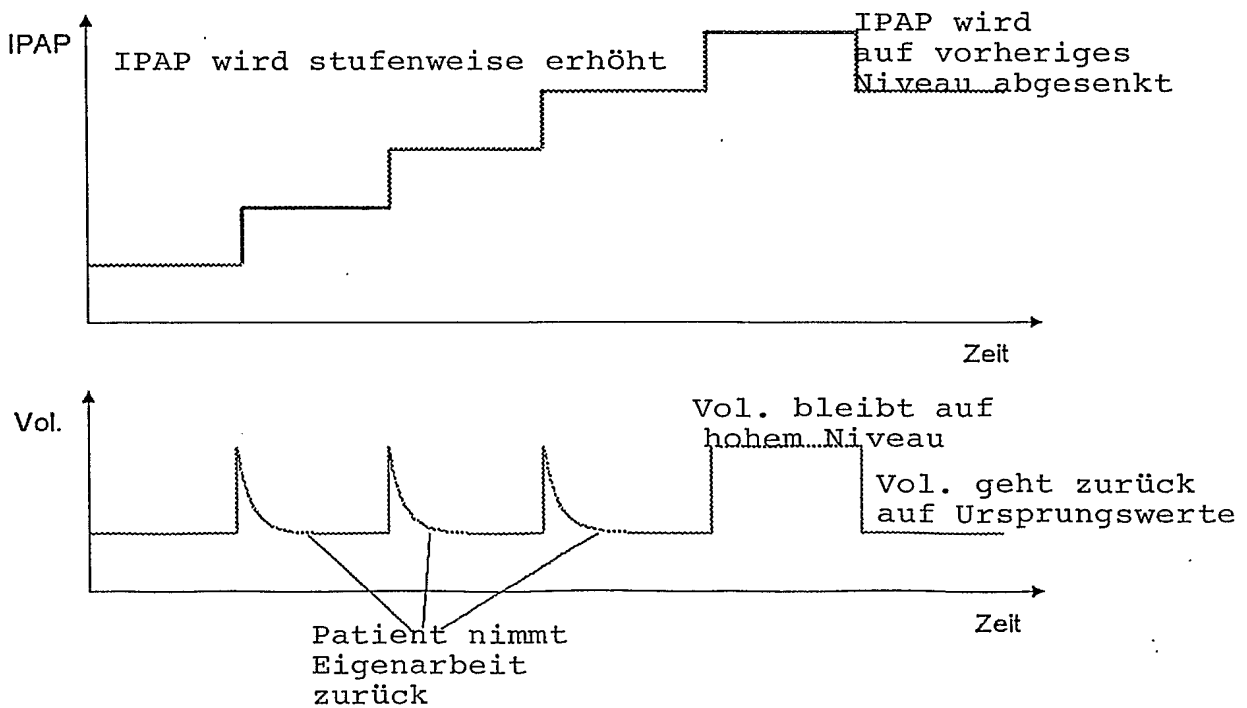 IPAP
IPAP wird stufenweise erhöht
IPAP wird
auf vorheriges
Niveau abgesenkt
Zeit
Vol.
Vol. bleibt auf
hohem Niveau
Vol. geht zurück
auf Ursprungswerte
Zeit
Patient nimmt
Eigenarbeit
zurück